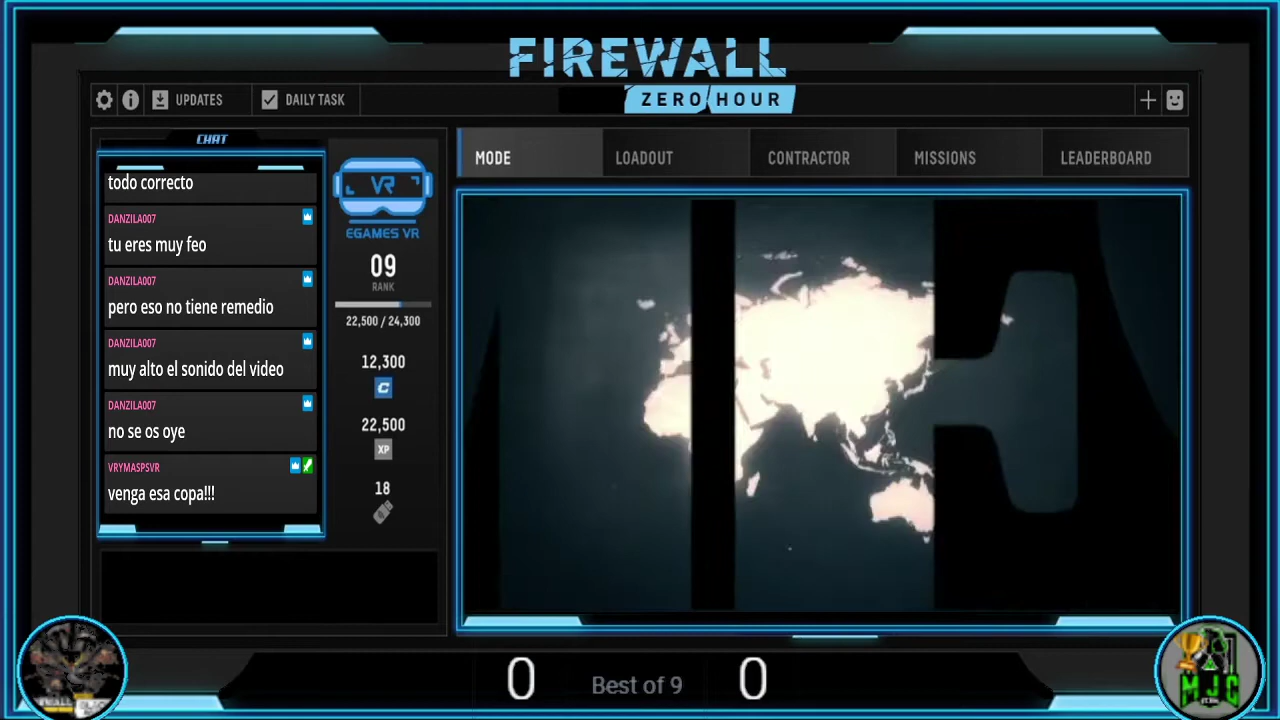 FIREWALL
ZERO HOUR
UPDATES
DAILY TASK
CHAT
todo correcto
DANZILA007
tu eres muy feo
DANZILA007
pero eso no tiene remedio
DANZILA007
muy alto el sonido del video
DANZILA007
no se os oye
VRYMASPSVR
venga esa copa!!!
VR
EGAMES VR
09
RANK
22,500 / 24,300
12,300
C
22,500
XP
18
MODE
LOADOUT
CONTRACTOR
MISSIONS
LEADERBOARD
0
Best of 9
0
MJC